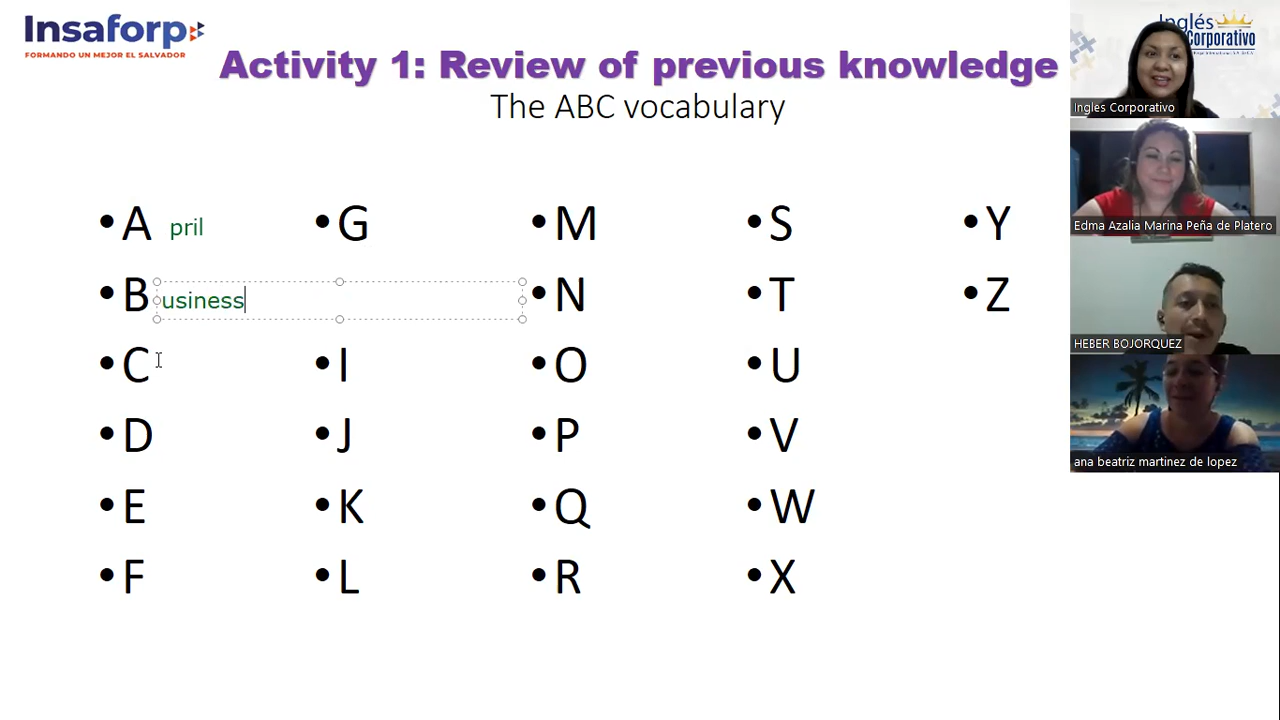 Insaforp
FORMANDO UN MEJOR EL SALVADOR
Activity 1: Review of previous knowledge
The ABC vocabulary
• A pril
• B usiness
• C
• D
• E
• F
• G
• I
• J
• K
• L
• M
• N
• O
• P
• Q
• R
• S
• T
• U
• V
• W
• X
• Y
• Z
Inglés
Corporativo
Ingles Corporativo
Edma Azalia Marina Peña de Platero
HEBER BOJORQUEZ
ana beatriz martinez de lopez